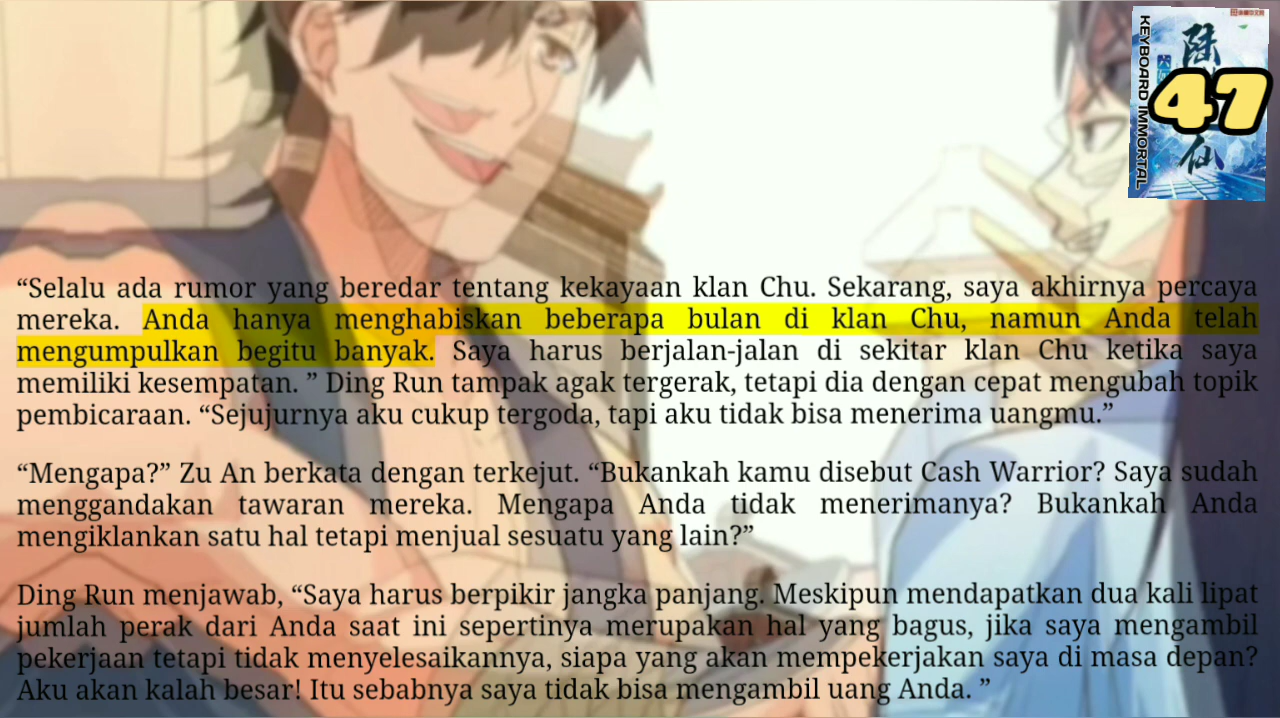 KEYBOARD IMMORTAL
47
“Selalu ada rumor yang beredar tentang kekayaan klan Chu. Sekarang, saya akhirnya percaya
mereka. Anda hanya menghabiskan beberapa bulan di klan Chu, namun Anda telah
mengumpulkan begitu banyak. Saya harus berjalan-jalan di sekitar klan Chu ketika saya
memiliki kesempatan. ” Ding Run tampak agak tergerak, tetapi dia dengan cepat mengubah topik
pembicaraan. “Sejujurnya aku cukup tergoda, tapi aku tidak bisa menerima uangmu.”
“Mengapa?” Zu An berkata dengan terkejut. “Bukankah kamu disebut Cash Warrior? Saya sudah
menggandakan tawaran mereka. Mengapa Anda tidak menerimanya? Bukankah Anda
mengiklankan satu hal tetapi menjual sesuatu yang lain?”
Ding Run menjawab, “Saya harus berpikir jangka panjang. Meskipun mendapatkan dua kali lipat
jumlah perak dari Anda saat ini sepertinya merupakan hal yang bagus, jika saya mengambil
pekerjaan tetapi tidak menyelesaikannya, siapa yang akan mempekerjakan saya di masa depan?
Aku akan kalah besar! Itu sebabnya saya tidak bisa mengambil uang Anda. ”